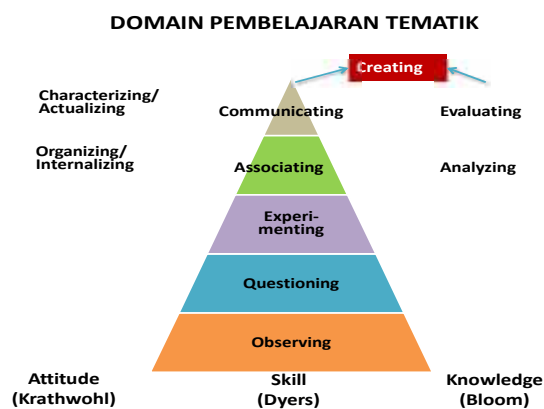 DOMAIN PEMBELAJARAN TEMATIK
Creating
Characterizing/
Actualizing
Communicating
Evaluating
Organizing/
Internalizing
Associating
Analyzing
Experi-
menting
Questioning
Observing
Attitude
(Krathwohl)
Skill
(Dyers)
Knowledge
(Bloom)